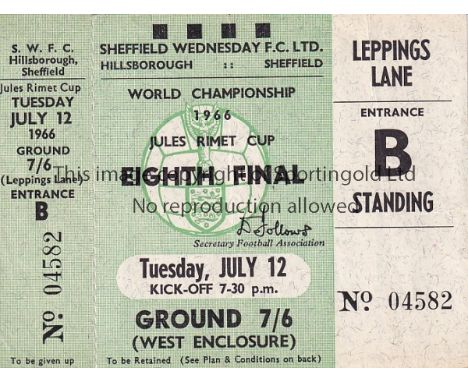 S. W. F. C.
Hillsborough,
Sheffield
Jules Rimet Cup
TUESDAY
JULY 12
1966
GROUND
7/6
(Leppings Lane)
ENTRANCE
B
Nº 04582
To be given up
SHEFFIELD WEDNESDAY F.C. LTD.
HILLSBOROUGH :: SHEFFIELD
WORLD CHAMPIONSHIP
1966
JULES RIMET CUP
EIGHTH FINAL
D Follows
Secretary Football Association
Tuesday, JULY 12
KICK-OFF 7-30 p.m.
GROUND 7/6
(WEST ENCLOSURE)
To be Retained (See Plan & Conditions on back)
LEPPINGS
LANE
ENTRANCE
B
STANDING
Nº 04582
This image is copyright Sportingold Ltd
No reproduction allowed